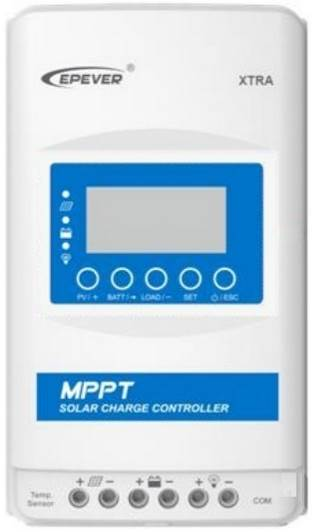 EPEVER®
XTRA
PV/+ BATT/→ LOAD/− SET ⏻/ESC
MPPT
SOLAR CHARGE CONTROLLER
+ − + − + −
Temp.
Sensor
COM